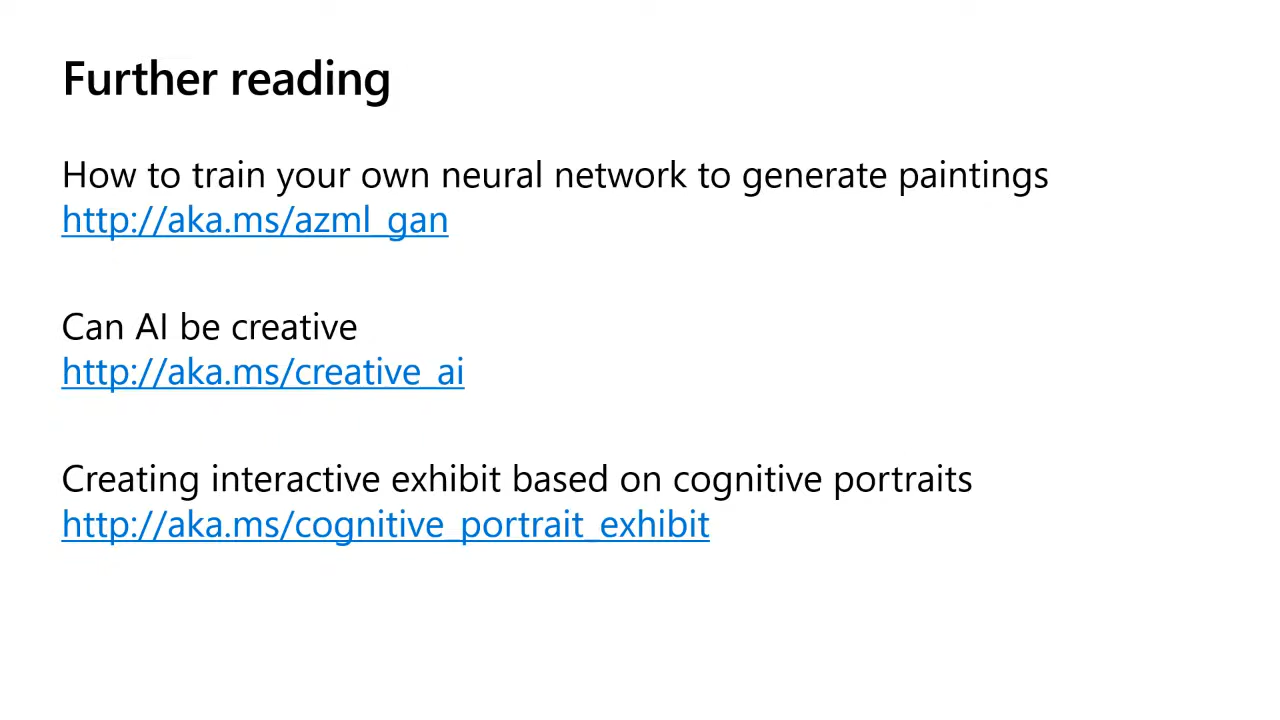 Further reading
How to train your own neural network to generate paintings
http://aka.ms/azml_gan
Can AI be creative
http://aka.ms/creative_ai
Creating interactive exhibit based on cognitive portraits
http://aka.ms/cognitive_portrait_exhibit